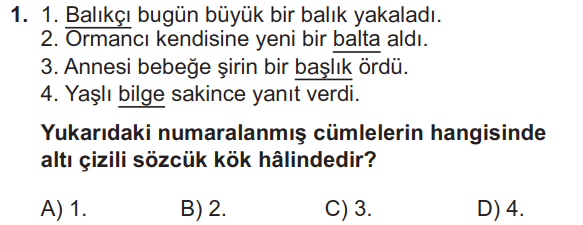 1. 1. Balıkçı bugün büyük bir balık yakaladı.
2. Ormancı kendisine yeni bir balta aldı.
3. Annesi bebeğe şirin bir başlık ördü.
4. Yaşlı bilge sakince yanıt verdi.
Yukarıdaki numaralanmış cümlelerin hangisinde
altı çizili sözcük kök hâlindedir?
A) 1. B) 2. C) 3. D) 4.